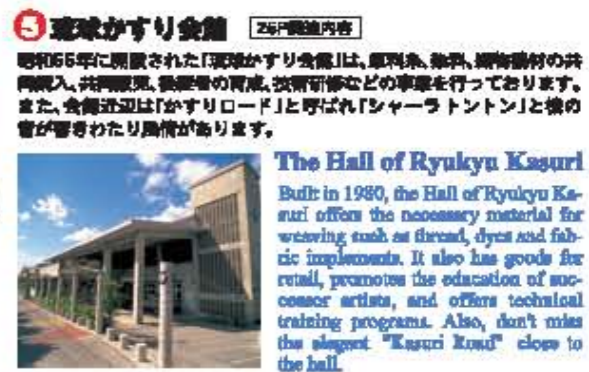 5 琉球かすり会館 26P関連内容
昭和55年に開設された「琉球かすり会館」は、原料糸、染料、織物機材の共
同購入、共同販売、後継者の育成、技術研修などの事業を行っております。
また、会館近辺は「かすりロード」と呼ばれ「シャーラトントン」と機の
音が響きわたり風情があります。
The Hall of Ryukyu Kasuri
Built in 1980, the Hall of Ryukyu Ka-
suri offers the necessary material for
weaving such as thread, dyes and fab-
ric implements. It also has goods for
retail, promotes the education of suc-
cessor artists, and offers technical
training programs. Also, don't miss
the elegant "Kasuri Road" close to
the hall.